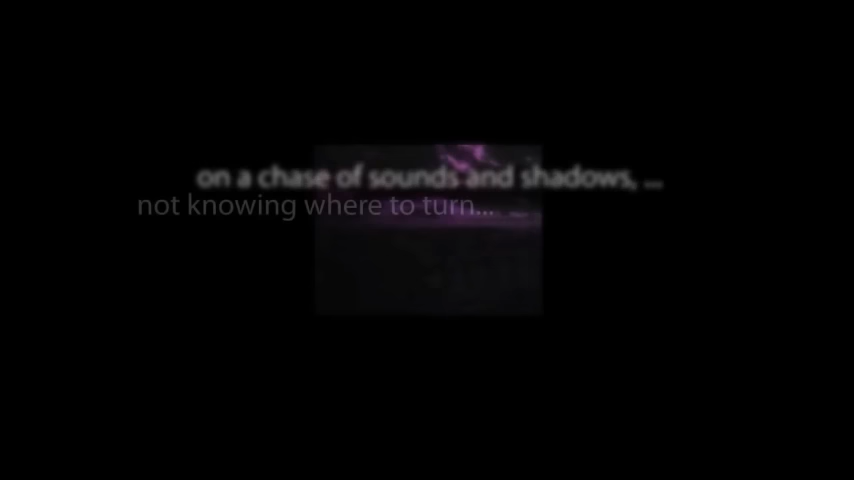 on a chase of sounds and shadows, ...
not knowing where to turn...